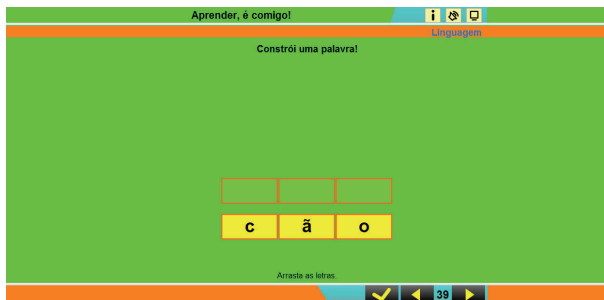 Aprender, é comigo!
i
Linguagem
Constrói uma palavra!
c ã o
Arrasta as letras.
39